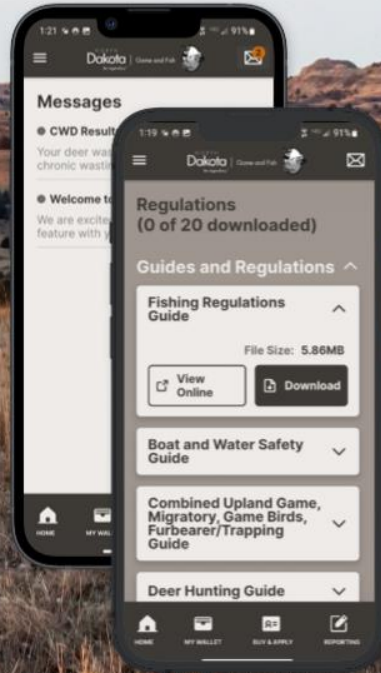 1:21
91%
Dakota
Game and Fish
2
Messages
CWD Result
Your deer was
chronic wastin
Welcome to
We are excite
feature with y
HOME
MY WAL
1:19
91%
Dakota
Game and Fish
Regulations
(0 of 20 downloaded)
Guides and Regulations
Fishing Regulations
Guide
File Size: 5.86MB
View
Online
Download
Boat and Water Safety
Guide
Combined Upland Game,
Migratory, Game Birds,
Furbearer/Trapping
Guide
Deer Hunting Guide
HOME
MY WALLET
BUY & APPLY
REPORTING